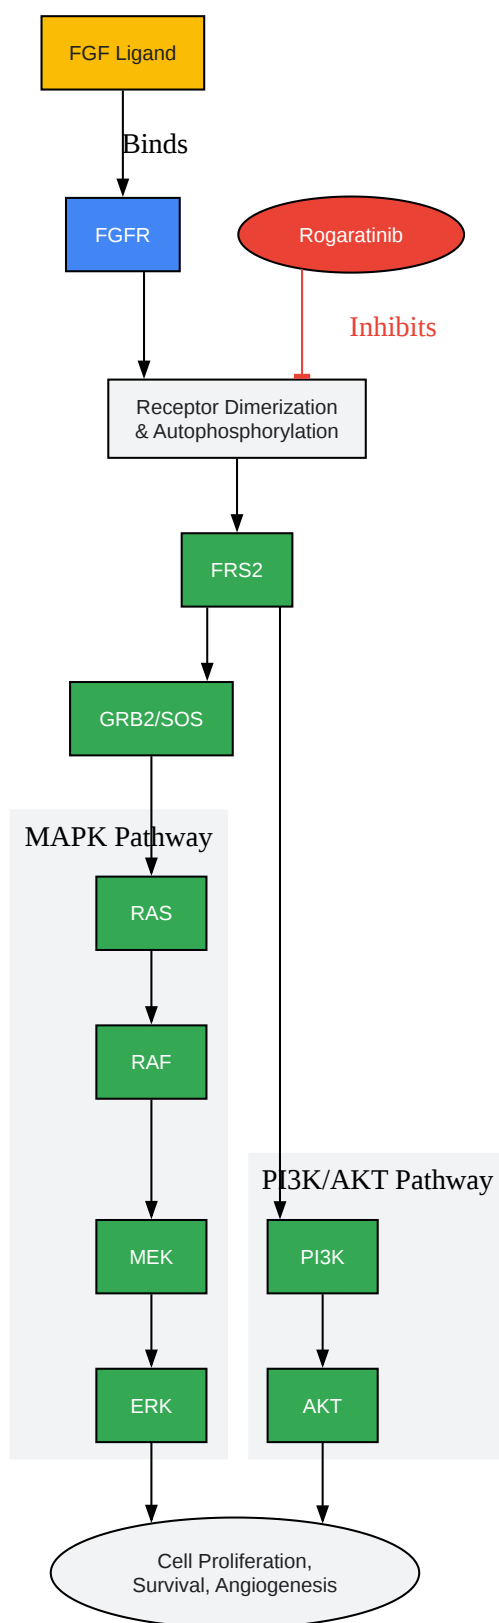 FGF Ligand
Binds
FGFR
Rogaratinib
Inhibits
Receptor Dimerization
& Autophosphorylation
FRS2
GRB2/SOS
MAPK Pathway
RAS
RAF
PI3K/AKT Pathway
MEK
PI3K
ERK
AKT
Cell Proliferation,
Survival, Angiogenesis